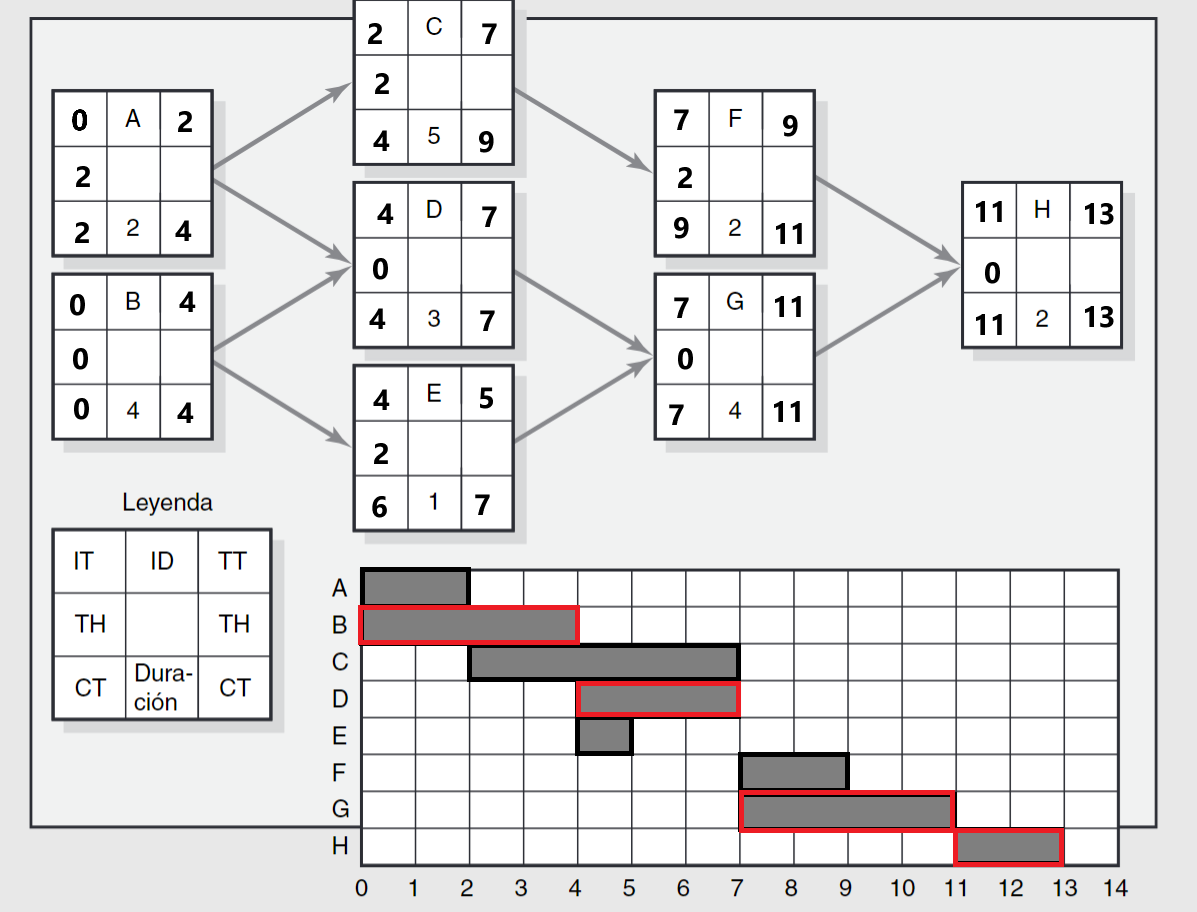 2 C 7
2
4 5 9
0 A 2
2
2 2 4
0 B 4
0
0 4 4
4 D 7
0
4 3 7
4 E 5
2
6 1 7
7 F 9
2
9 2 11
7 G 11
0
7 4 11
11 H 13
0
11 2 13
Leyenda
IT ID TT
TH TH
CT Dura-
ción CT
A
B
C
D
E
F
G
H
0 1 2 3 4 5 6 7 8 9 10 11 12 13 14